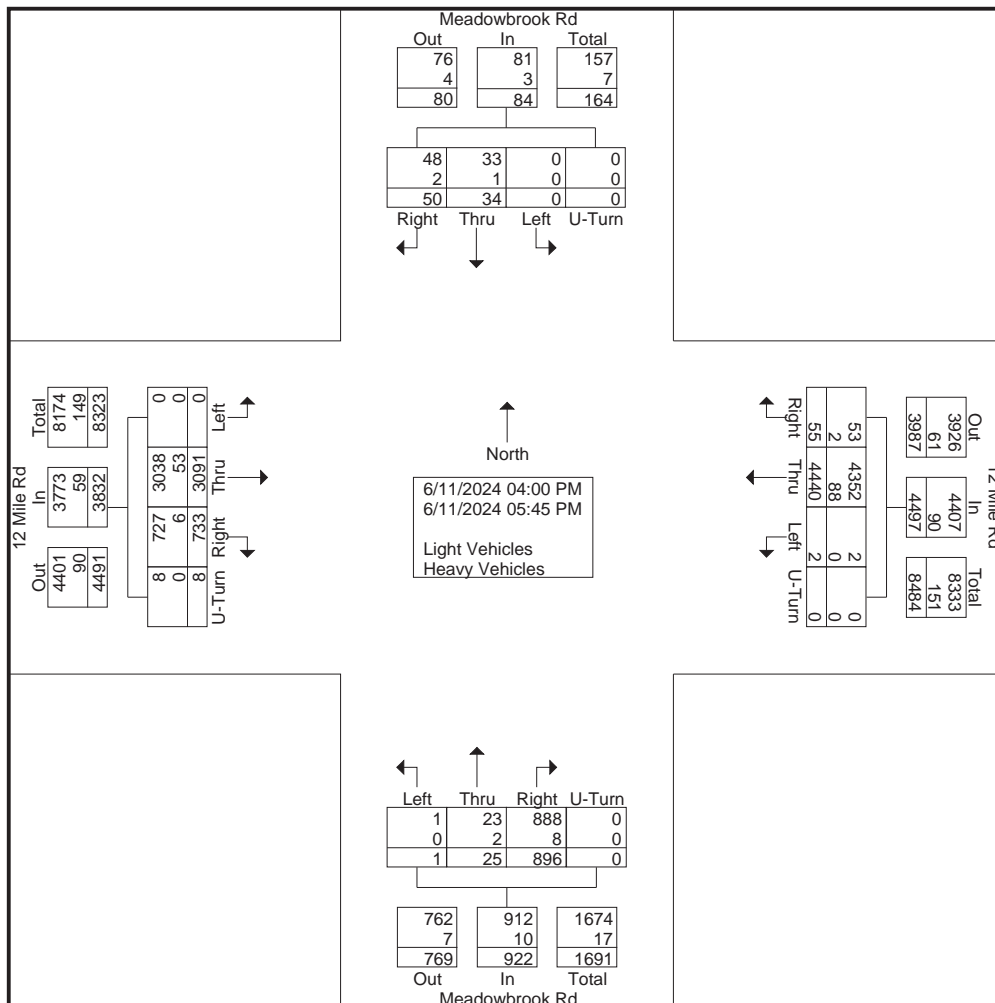 Meadowbrook Rd
Out In Total
76 81 157
4 3 7
80 84 164
48 33 0 0
2 1 0 0
50 34 0 0
Right Thru Left U-Turn
12 Mile Rd
Total In Out
8174 3773 4401
149 59 90
8323 3832 4491
0 3038 727 8
0 53 6 0
0 3091 733 8
Left Thru Right U-Turn
North
6/11/2024 04:00 PM
6/11/2024 05:45 PM
Light Vehicles
Heavy Vehicles
Right Thru Left U-Turn
55 4440 2 0
2 88 0 0
53 4352 2 0
Out In Total
3926 4407 8333
61 90 151
3987 4497 8484
12 Mile Rd
Left Thru Right U-Turn
1 23 888 0
0 2 8 0
1 25 896 0
762 912 1674
7 10 17
769 922 1691
Out In Total
Meadowbrook Rd